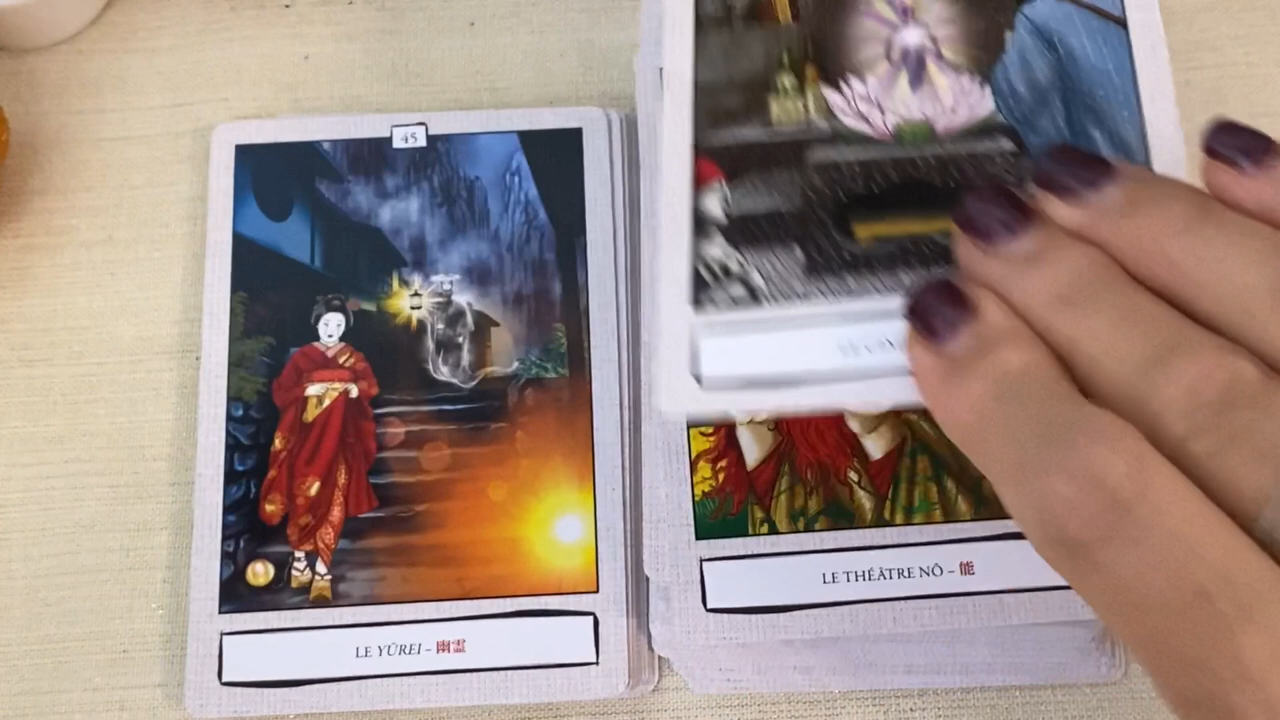 45
LE YŪREI – 幽霊
LE THÉÂTRE NÔ – 能